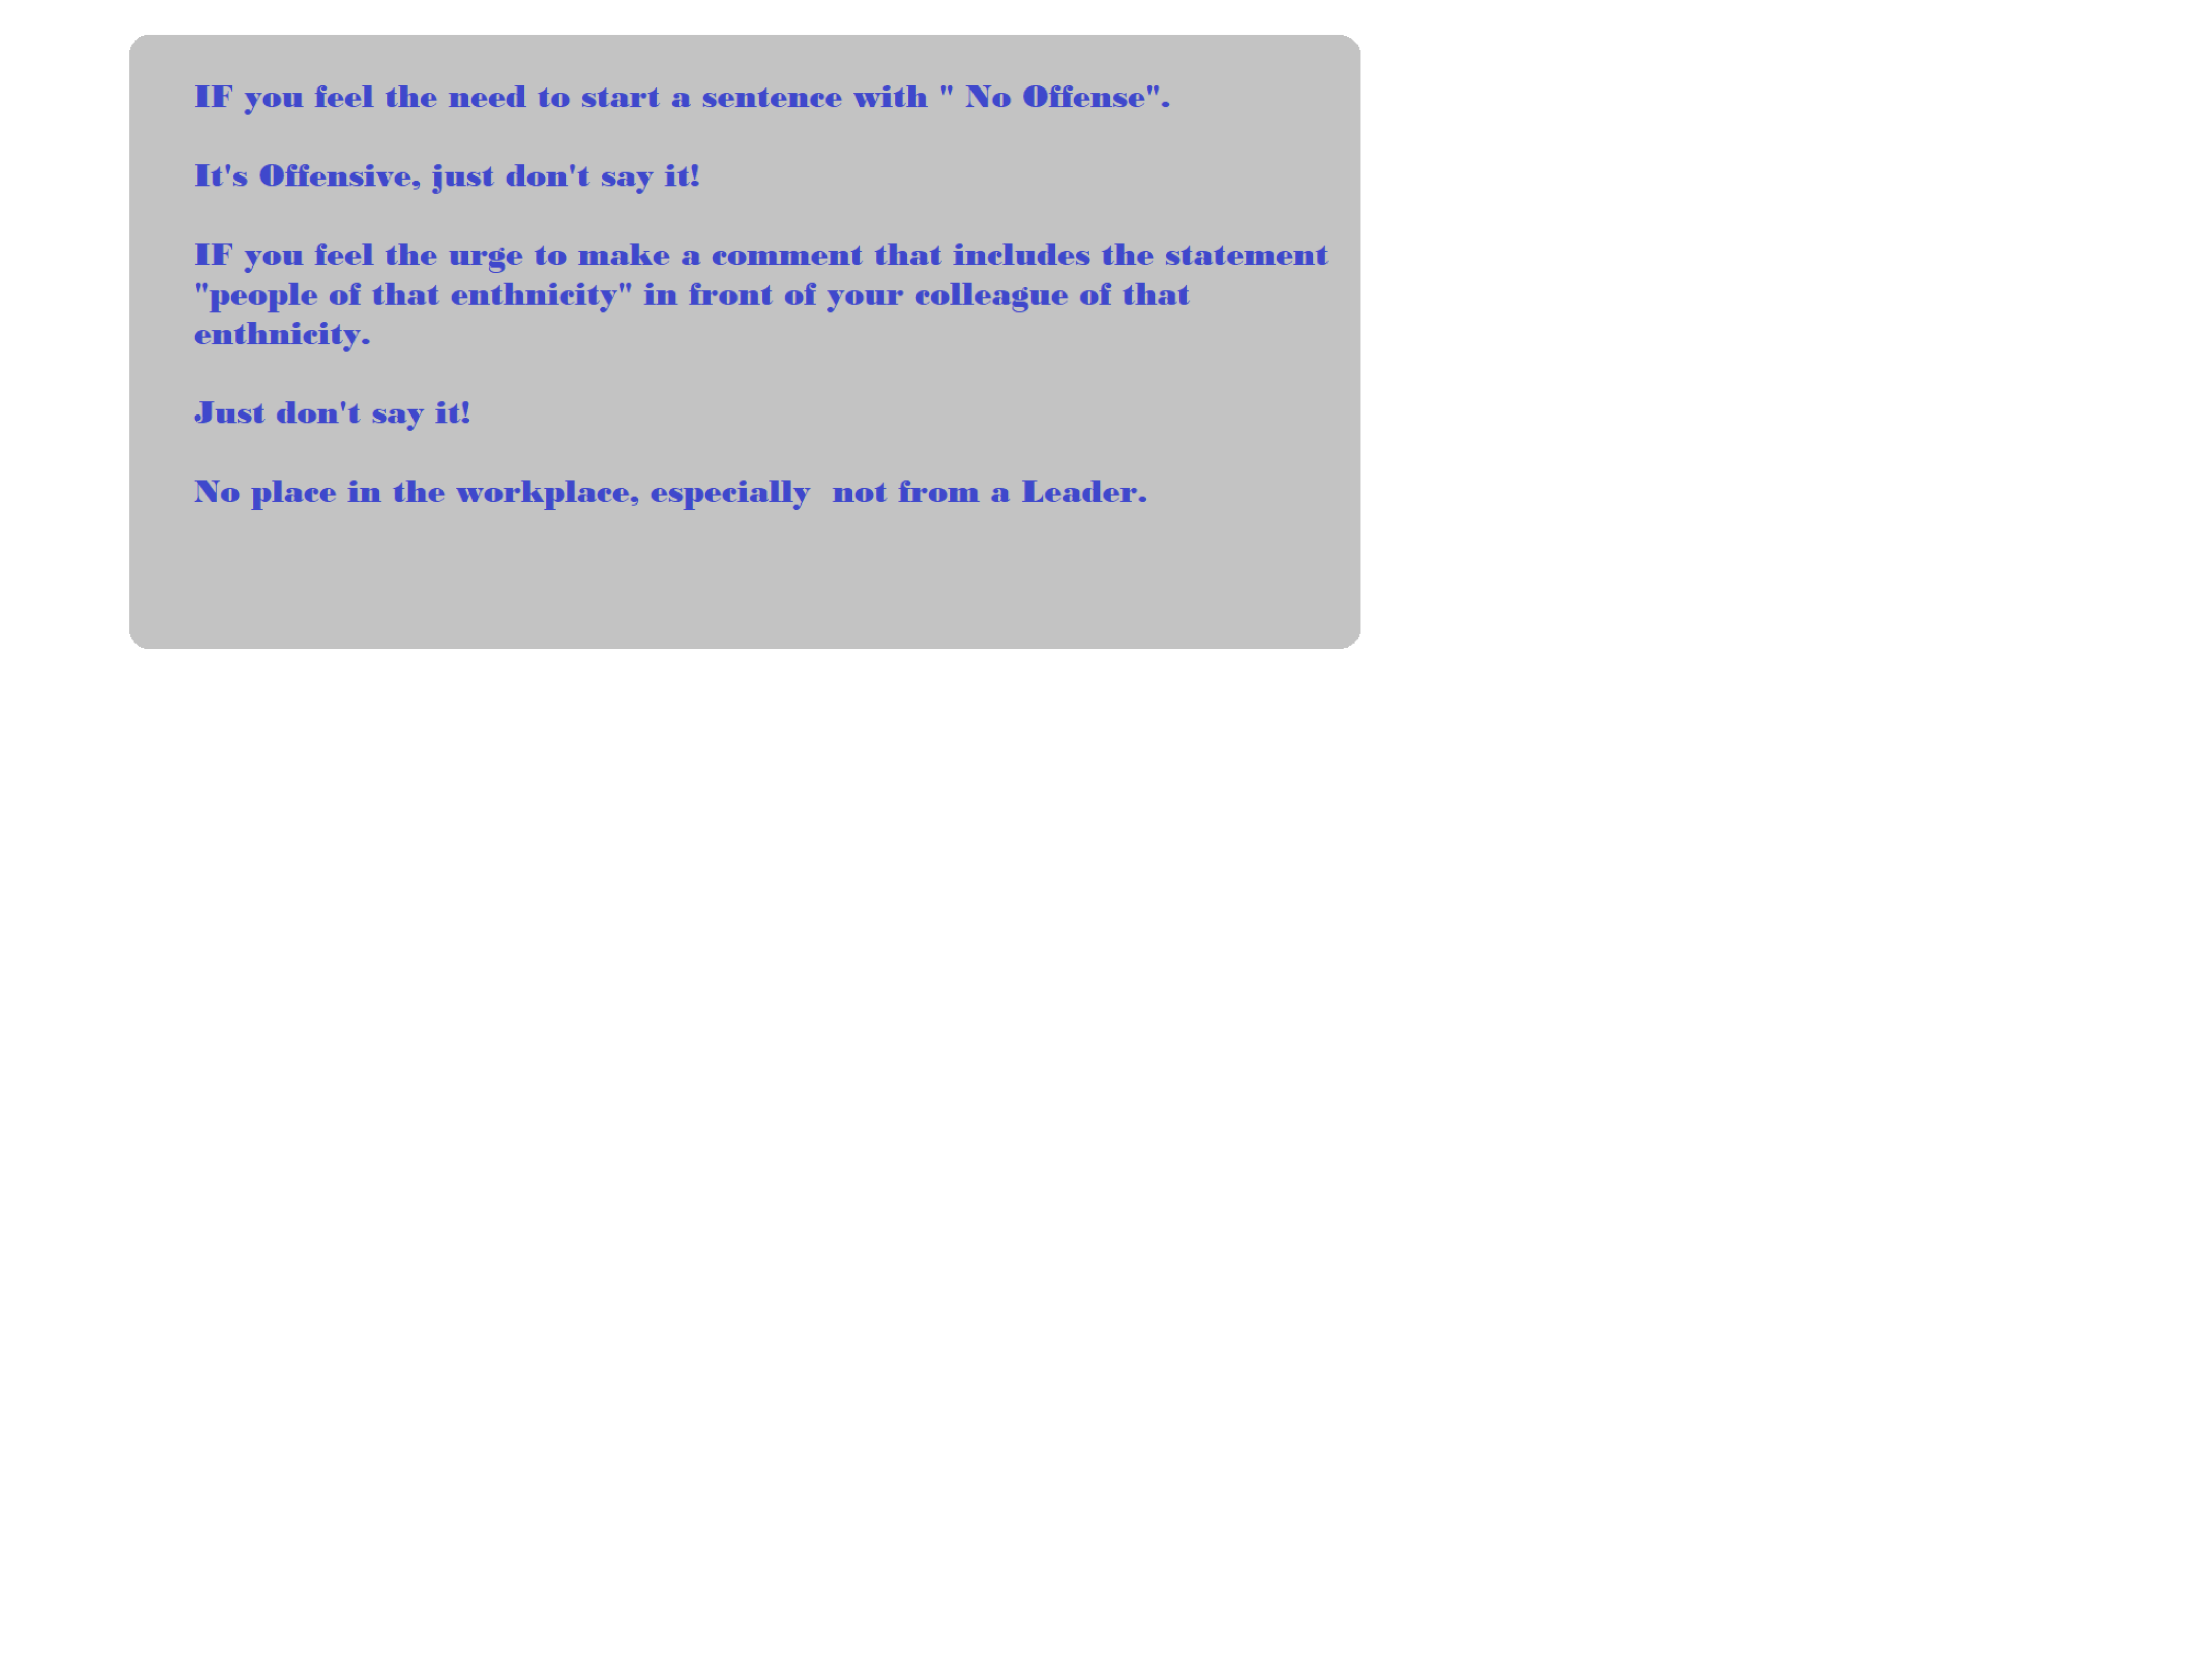 IF you feel the need to start a sentence with " No Offense".
It's Offensive, just don't say it!
IF you feel the urge to make a comment that includes the statement
"people of that enthnicity" in front of your colleague of that
enthnicity.
Just don't say it!
No place in the workplace, especially  not from a Leader.